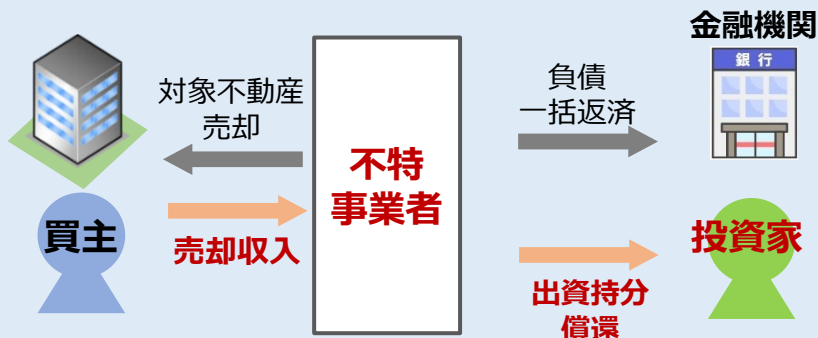 金融機関
銀行
対象不動産
売却
負債
一括返済
不特
事業者
買主
売却収入
投資家
出資持分
償還